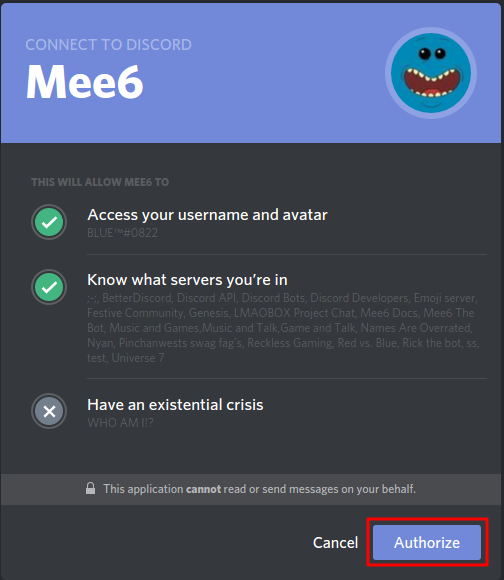 CONNECT TO DISCORD
Mee6
THIS WILL ALLOW MEE6 TO
Access your username and avatar
BLUE™#0822
Know what servers you're in
;-;, BetterDiscord, Discord API, Discord Bots, Discord Developers, Emoji server,
Festive Community, Genesis, LMAOBOX Project Chat, Mee6 Docs, Mee6 The
Bot, Music and Games,Music and Talk,Game and Talk, Names Are Overrated,
Nyan, Pinchanwests swag fag's, Reckless Gaming, Red vs. Blue, Rick the bot, ss,
test, Universe 7
Have an existential crisis
WHO AM I!?
This application cannot read or send messages on your behalf.
Cancel
Authorize